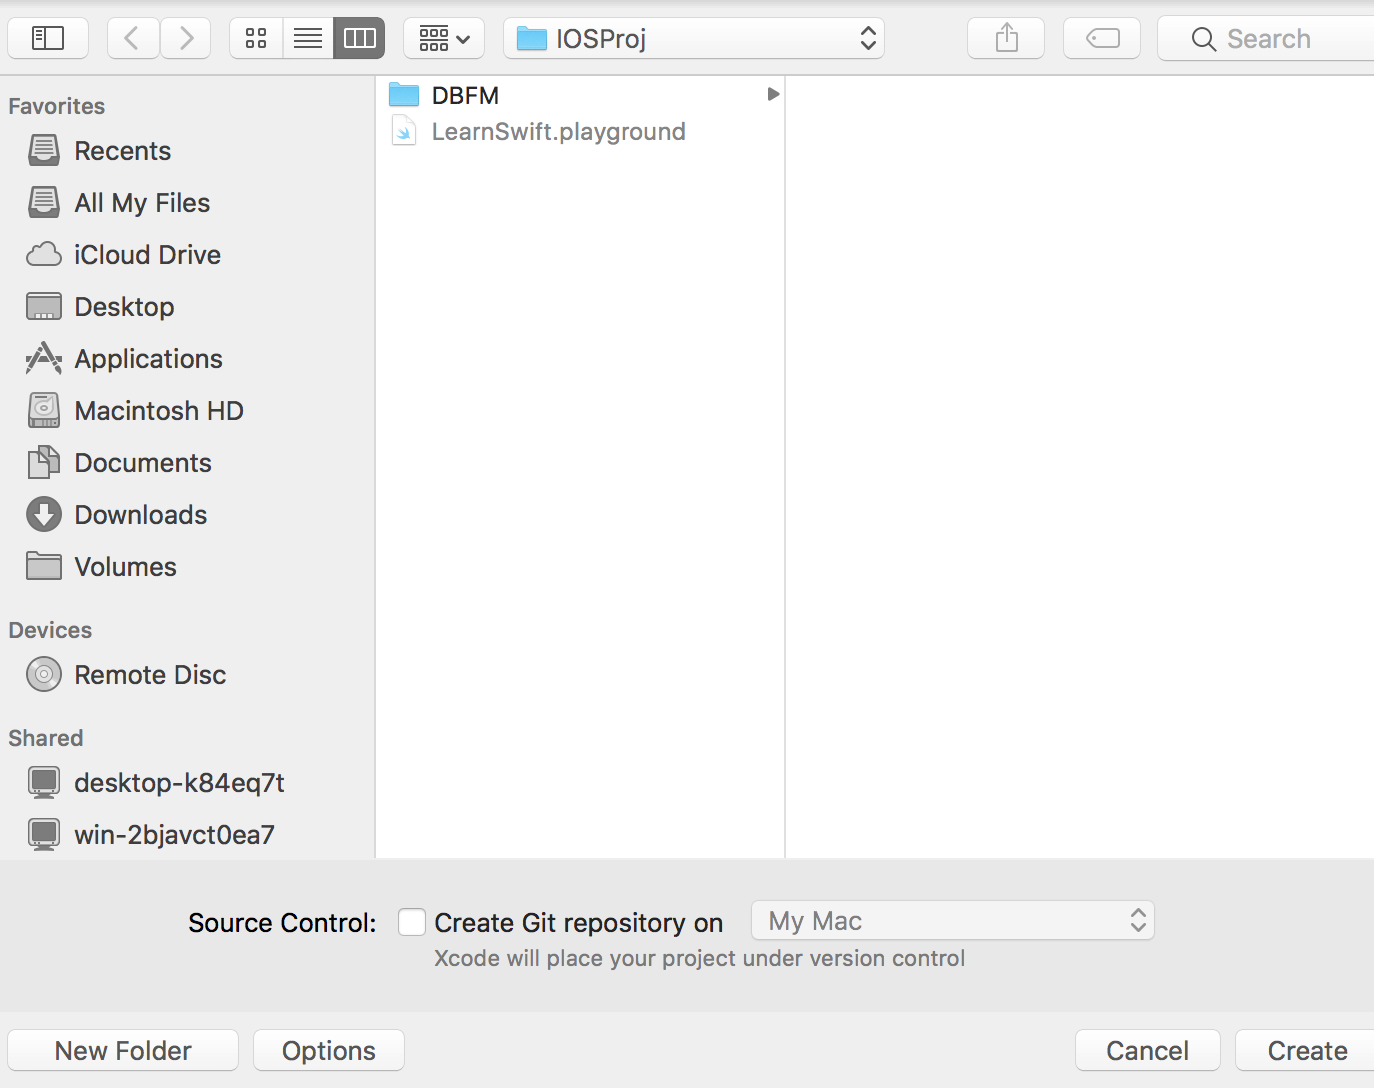 IOSProj
Search
Favorites
Recents
All My Files
iCloud Drive
Desktop
Applications
Macintosh HD
Documents
Downloads
Volumes
Devices
Remote Disc
Shared
desktop-k84eq7t
win-2bjavct0ea7
DBFM
LearnSwift.playground
Source Control: Create Git repository on My Mac
Xcode will place your project under version control
New Folder Options Cancel Create